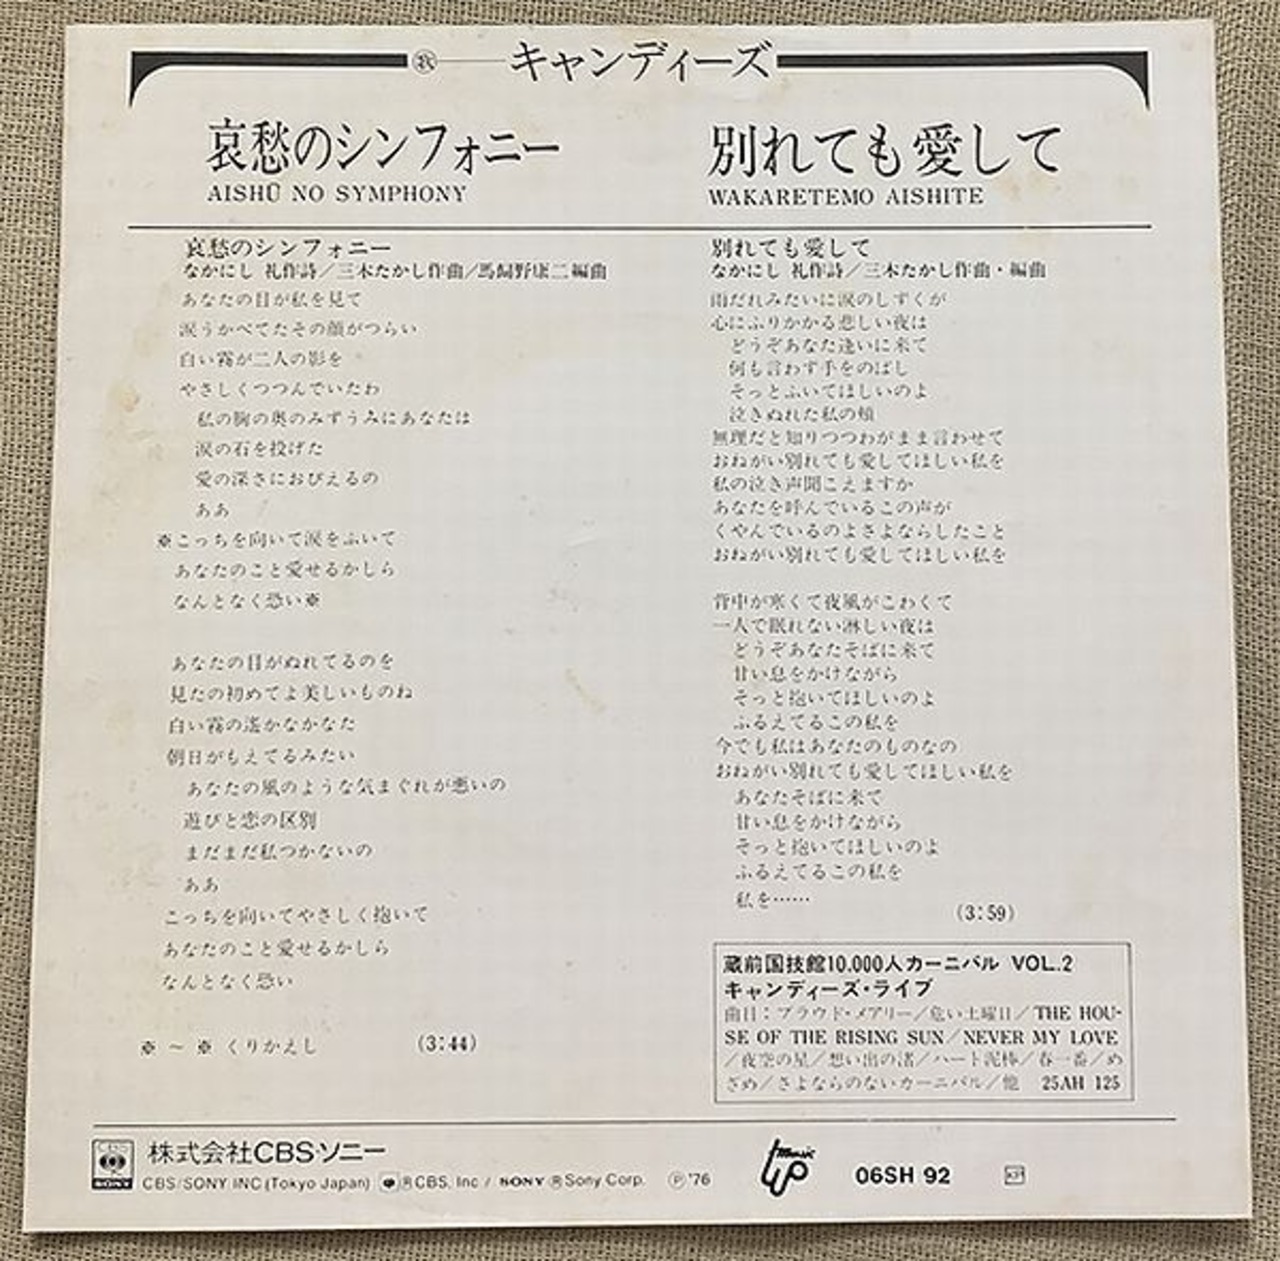 歌 キャンディーズ
哀愁のシンフォニー
AISHŪ NO SYMPHONY
哀愁のシンフォニー
なかにし 礼作詩／三木たかし作曲／馬飼野康二編曲
あなたの目が私を見て
涙うかべてたその顔がつらい
白い霧が二人の影を
やさしくつつんでいたわ
私の胸の奥のみずうみにあなたは
涙の石を投げた
愛の深さにおびえるの
ああ
※こっちを向いて涙をふいて
あなたのこと愛せるかしら
なんとなく恐い※
あなたの目がぬれてるのを
見たの初めてよ美しいものね
白い霧の遙かなかなた
朝日がもえてるみたい
あなたの風のような気まぐれが悪いの
遊びと恋の区別
まだまだ私つかないの
ああ
こっちを向いてやさしく抱いて
あなたのこと愛せるかしら
なんとなく恐い
※ ～ ※ くりかえし (3:44)
別れても愛して
WAKARETEMO AISHITE
別れても愛して
なかにし 礼作詩／三木たかし作曲・編曲
雨だれみたいに涙のしずくが
心にふりかかる悲しい夜は
どうぞあなた逢いに来て
何も言わず手をのばし
そっとふいてほしいのよ
泣きぬれた私の頬
無理だと知りつつわがまま言わせて
おねがい別れても愛してほしい私を
私の泣き声聞こえますか
あなたを呼んでいるこの声が
くやんでいるのよさよならしたこと
おねがい別れても愛してほしい私を
背中が寒くて夜風がこわくて
一人で眠れない淋しい夜は
どうぞあなたそばに来て
甘い息をかけながら
そっと抱いてほしいのよ
ふるえてるこの私を
今でも私はあなたのものなの
おねがい別れても愛してほしい私を
あなたそばに来て
甘い息をかけながら
そっと抱いてほしいのよ
ふるえてるこの私を
私を……
(3:59)
蔵前国技館10,000人カーニバル VOL.2
キャンディーズ・ライブ
曲目：プラウド・メアリー／危い土曜日／THE HOU-
SE OF THE RISING SUN／NEVER MY LOVE
／夜空の星／想い出の渚／ハート泥棒／春一番／め
ざめ／さよならのないカーニバル／他 25AH 125
CBS SONY
株式会社CBS・ソニー
CBS/SONY INC (Tokyo Japan) ®CBS, Inc / SONY ®Sony Corp. ℗'76
music up
06SH 92